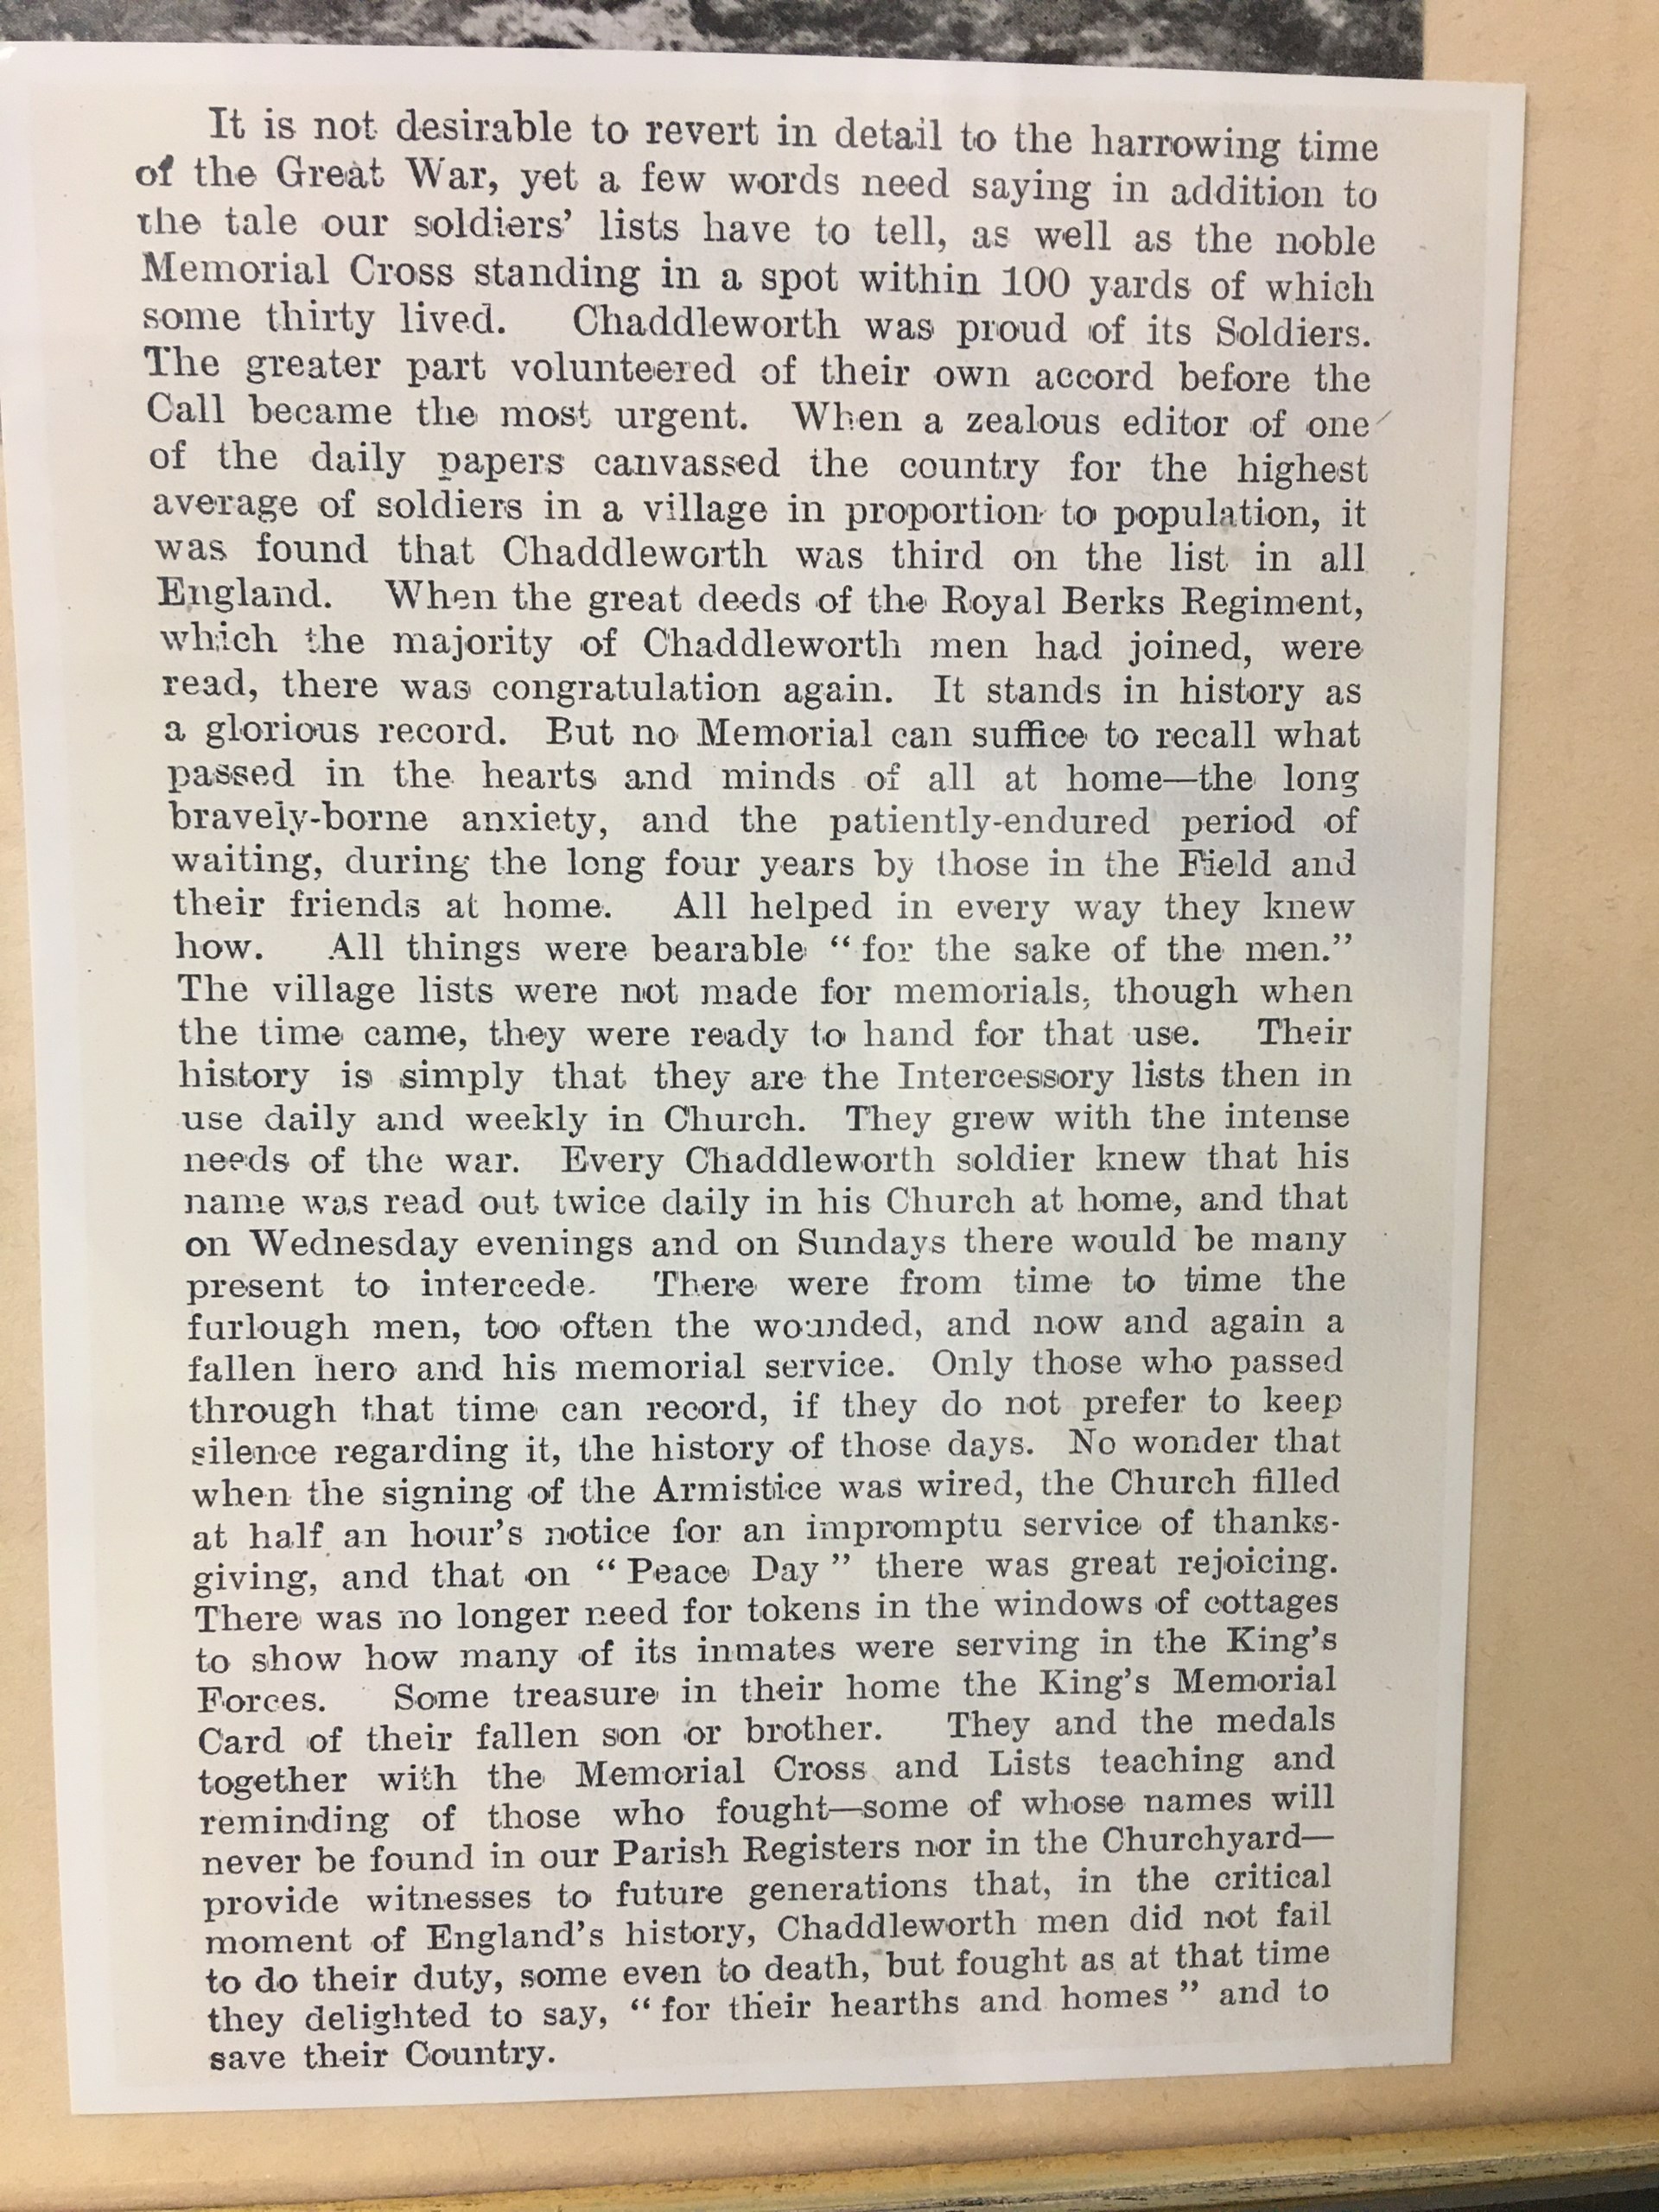 It is not desirable to revert in detail to the harrowing time
of the Great War, yet a few words need saying in addition to
the tale our soldiers' lists have to tell, as well as the noble
Memorial Cross standing in a spot within 100 yards of which
some thirty lived. Chaddleworth was proud of its Soldiers.
The greater part volunteered of their own accord before the
Call became the most urgent. When a zealous editor of one
of the daily papers canvassed the country for the highest
average of soldiers in a village in proportion to population, it
was found that Chaddleworth was third on the list in all
England. When the great deeds of the Royal Berks Regiment,
which the majority of Chaddleworth men had joined, were
read, there was congratulation again. It stands in history as
a glorious record. But no Memorial can suffice to recall what
passed in the hearts and minds of all at home—the long
bravely-borne anxiety, and the patiently-endured period of
waiting, during the long four years by those in the Field and
their friends at home. All helped in every way they knew
how. All things were bearable “for the sake of the men.”
The village lists were not made for memorials, though when
the time came, they were ready to hand for that use. Their
history is simply that they are the Intercessory lists then in
use daily and weekly in Church. They grew with the intense
needs of the war. Every Chaddleworth soldier knew that his
name was read out twice daily in his Church at home, and that
on Wednesday evenings and on Sundays there would be many
present to intercede. There were from time to time the
furlough men, too often the wounded, and now and again a
fallen hero and his memorial service. Only those who passed
through that time can record, if they do not prefer to keep
silence regarding it, the history of those days. No wonder that
when the signing of the Armistice was wired, the Church filled
at half an hour's notice for an impromptu service of thanks-
giving, and that on “Peace Day” there was great rejoicing.
There was no longer need for tokens in the windows of cottages
to show how many of its inmates were serving in the King's
Forces. Some treasure in their home the King's Memorial
Card of their fallen son or brother. They and the medals
together with the Memorial Cross and Lists teaching and
reminding of those who fought—some of whose names will
never be found in our Parish Registers nor in the Churchyard—
provide witnesses to future generations that, in the critical
moment of England's history, Chaddleworth men did not fail
to do their duty, some even to death, but fought as at that time
they delighted to say, “for their hearths and homes” and to
save their Country.